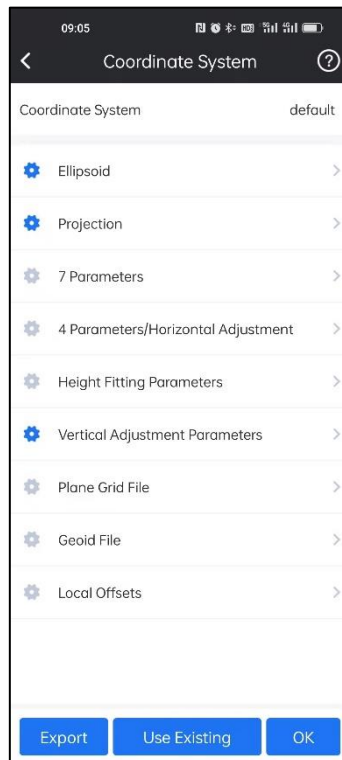 09:05
Coordinate System
Coordinate System default
Ellipsoid
Projection
7 Parameters
4 Parameters/Horizontal Adjustment
Height Fitting Parameters
Vertical Adjustment Parameters
Plane Grid File
Geoid File
Local Offsets
Export Use Existing OK